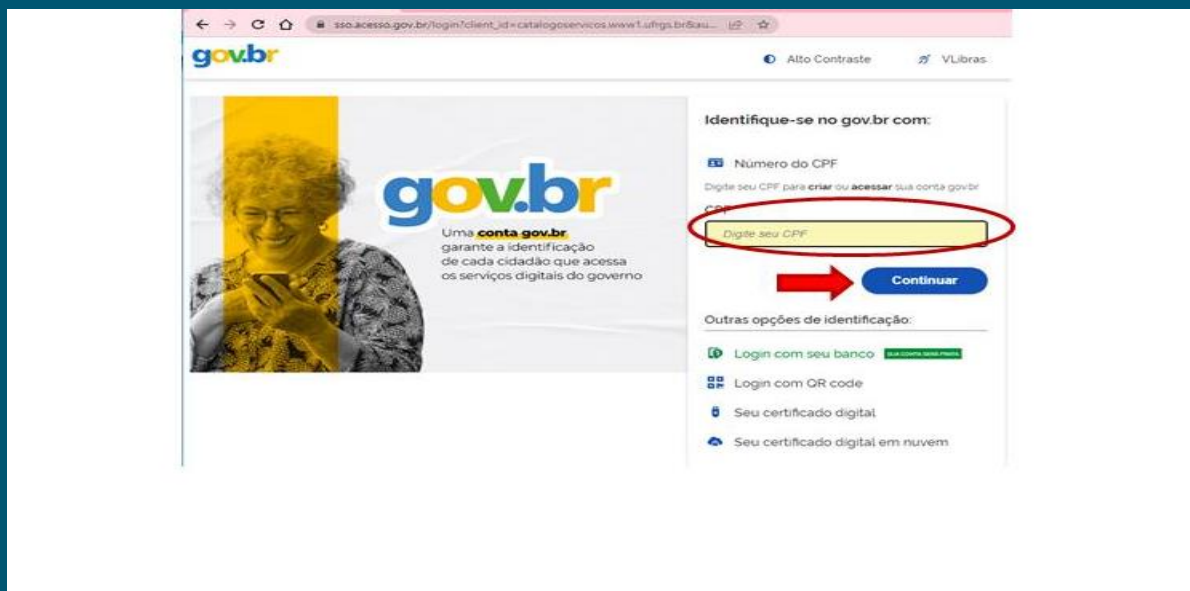 sso.acesso.gov.br/login?client_id=catalogoservicos.www1.ufrgs.br&au...
gov.br
Alto Contraste
VLibras
gov.br
Uma conta gov.br
garante a identificação
de cada cidadão que acessa
os serviços digitais do governo
Identifique-se no gov.br com:
Número do CPF
Digite seu CPF para criar ou acessar sua conta gov.br
CPF
Digite seu CPF
Continuar
Outras opções de identificação:
Login com seu banco SUA CONTA SERÁ PRATA
Login com QR code
Seu certificado digital
Seu certificado digital em nuvem